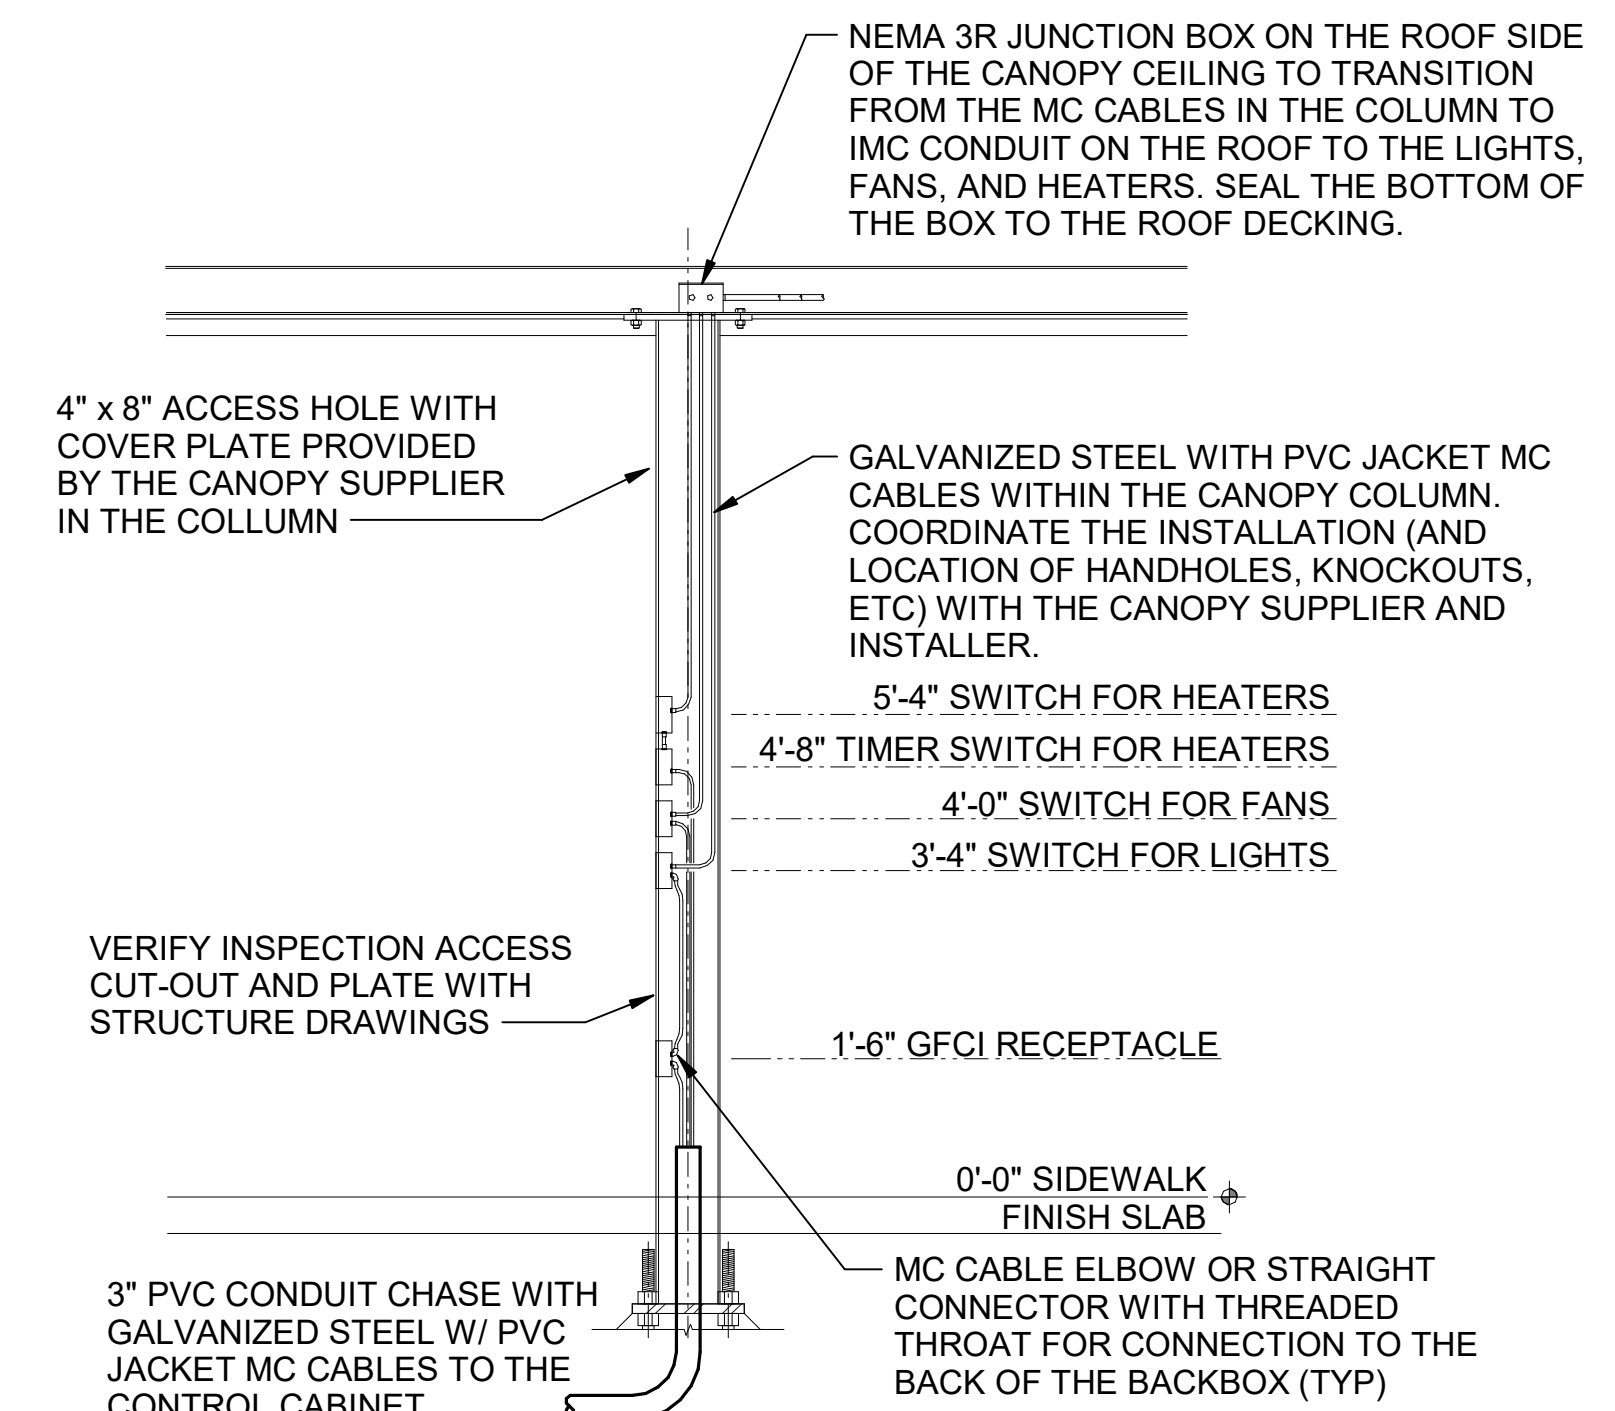 NEMA 3R JUNCTION BOX ON THE ROOF SIDE
OF THE CANOPY CEILING TO TRANSITION
FROM THE MC CABLES IN THE COLUMN TO
IMC CONDUIT ON THE ROOF TO THE LIGHTS,
FANS, AND HEATERS. SEAL THE BOTTOM OF
THE BOX TO THE ROOF DECKING.
4" x 8" ACCESS HOLE WITH
COVER PLATE PROVIDED
BY THE CANOPY SUPPLIER
IN THE COLLUMN
GALVANIZED STEEL WITH PVC JACKET MC
CABLES WITHIN THE CANOPY COLUMN.
COORDINATE THE INSTALLATION (AND
LOCATION OF HANDHOLES, KNOCKOUTS,
ETC) WITH THE CANOPY SUPPLIER AND
INSTALLER.
5'-4" SWITCH FOR HEATERS
4'-8" TIMER SWITCH FOR HEATERS
4'-0" SWITCH FOR FANS
3'-4" SWITCH FOR LIGHTS
VERIFY INSPECTION ACCESS
CUT-OUT AND PLATE WITH
STRUCTURE DRAWINGS
1'-6" GFCI RECEPTACLE
0'-0" SIDEWALK
FINISH SLAB
MC CABLE ELBOW OR STRAIGHT
CONNECTOR WITH THREADED
THROAT FOR CONNECTION TO THE
BACK OF THE BACKBOX (TYP)
3" PVC CONDUIT CHASE WITH
GALVANIZED STEEL W/ PVC
JACKET MC CABLES TO THE
CONTROL CABINET